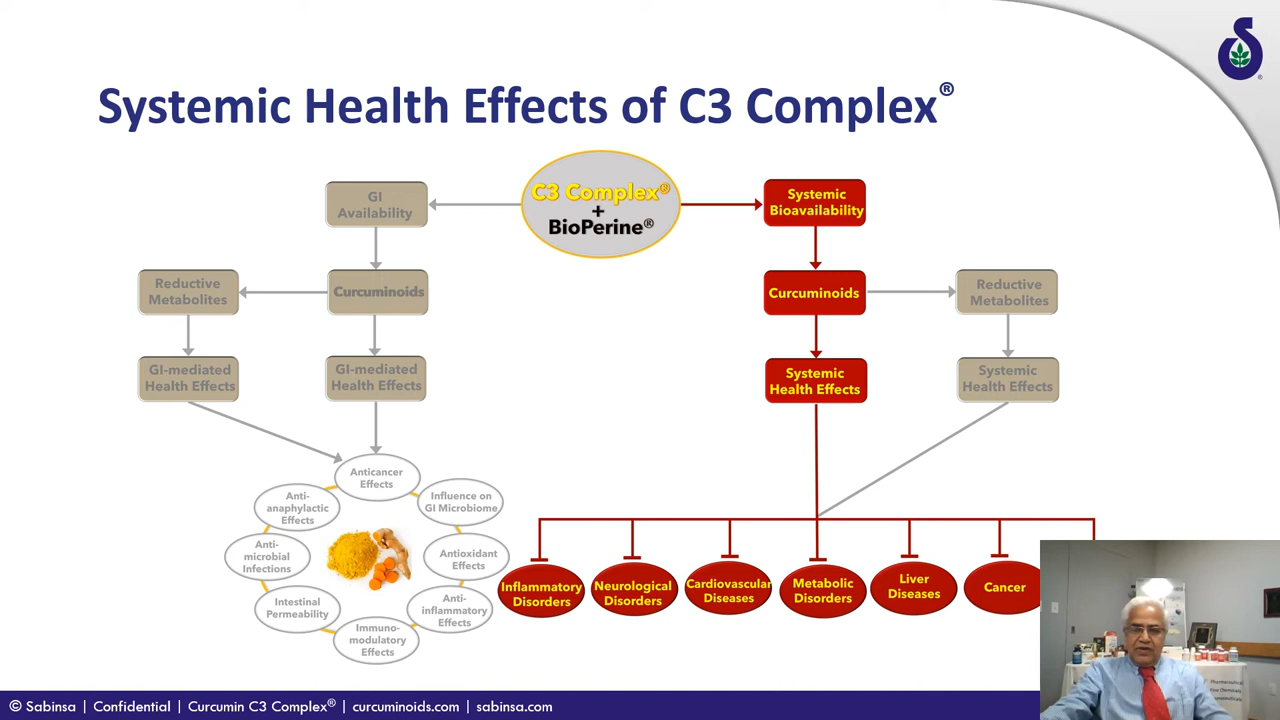 Systemic Health Effects of C3 Complex®
C3 Complex®
+
BioPerine®
GI
Availability
Systemic
Bioavailability
Reductive
Metabolites
Curcuminoids
Curcuminoids
Reductive
Metabolites
GI-mediated
Health Effects
GI-mediated
Health Effects
Systemic
Health Effects
Systemic
Health Effects
Anticancer
Effects
Influence on
GI Microbiome
Antioxidant
Effects
Anti-
inflammatory
Effects
Immuno-
modulatory
Effects
Intestinal
Permeability
Anti-
microbial
Infections
Anti-
anaphylactic
Effects
Inflammatory
Disorders
Neurological
Disorders
Cardiovascular
Diseases
Metabolic
Disorders
Liver
Diseases
Cancer
Pharmaceutical
Fine Chemicals
© Sabinsa | Confidential | Curcumin C3 Complex® | curcuminoids.com | sabinsa.com